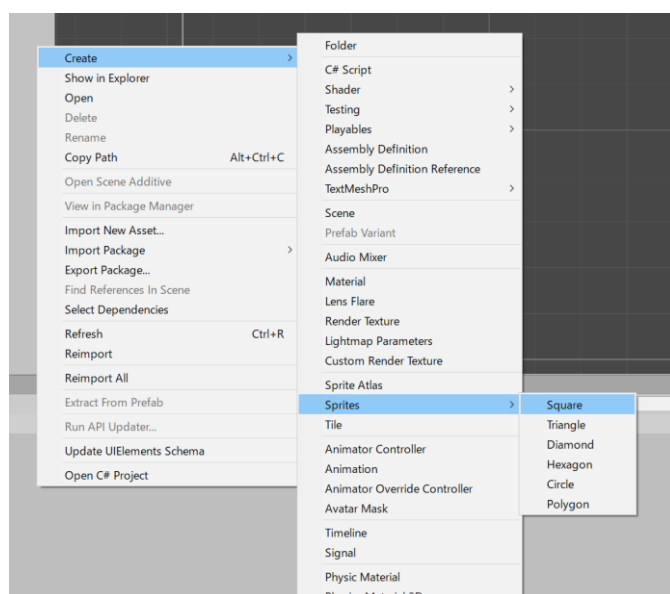 Create
Show in Explorer
Open
Delete
Rename
Copy Path Alt+Ctrl+C
Open Scene Additive
View in Package Manager
Import New Asset...
Import Package
Export Package...
Find References In Scene
Select Dependencies
Refresh Ctrl+R
Reimport
Reimport All
Extract From Prefab
Run API Updater...
Update UIElements Schema
Open C# Project
Folder
C# Script
Shader
Testing
Playables
Assembly Definition
Assembly Definition Reference
TextMeshPro
Scene
Prefab Variant
Audio Mixer
Material
Lens Flare
Render Texture
Lightmap Parameters
Custom Render Texture
Sprite Atlas
Sprites
Tile
Animator Controller
Animation
Animator Override Controller
Avatar Mask
Timeline
Signal
Physic Material
Square
Triangle
Diamond
Hexagon
Circle
Polygon